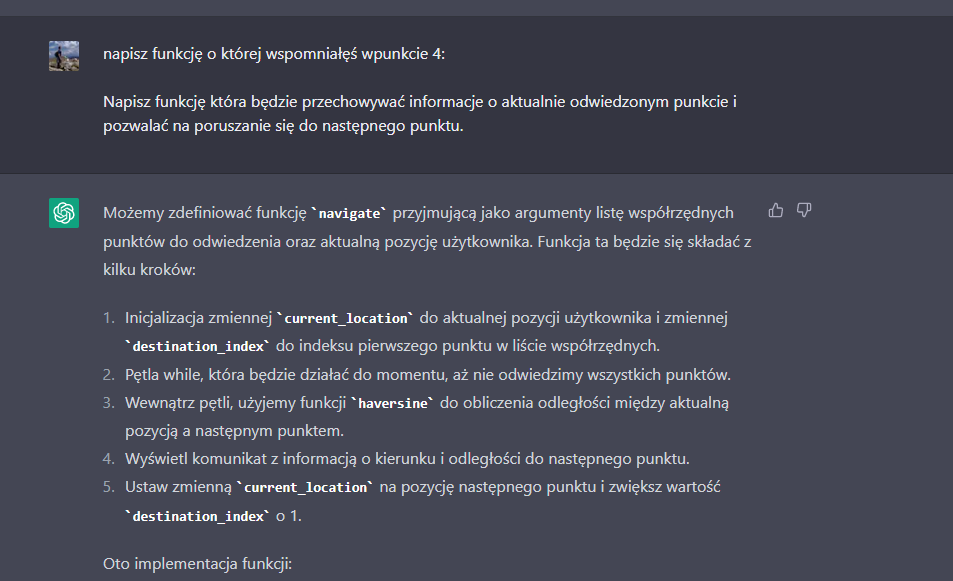 napisz funkcję o której wspomniałęś wpunkcie 4:
Napisz funkcję która będzie przechowywać informacje o aktualnie odwiedzonym punkcie i
pozwalać na poruszanie się do następnego punktu.
Możemy zdefiniować funkcję `navigate` przyjmującą jako argumenty listę współrzędnych
punktów do odwiedzenia oraz aktualną pozycję użytkownika. Funkcja ta będzie się składać z
kilku kroków:
1. Inicjalizacja zmiennej `current_location` do aktualnej pozycji użytkownika i zmiennej
`destination_index` do indeksu pierwszego punktu w liście współrzędnych.
2. Pętla while, która będzie działać do momentu, aż nie odwiedzimy wszystkich punktów.
3. Wewnątrz pętli, użyjemy funkcji `haversine` do obliczenia odległości między aktualną
pozycją a następnym punktem.
4. Wyświetl komunikat z informacją o kierunku i odległości do następnego punktu.
5. Ustaw zmienną `current_location` na pozycję następnego punktu i zwiększ wartość
`destination_index` o 1.
Oto implementacja funkcji: